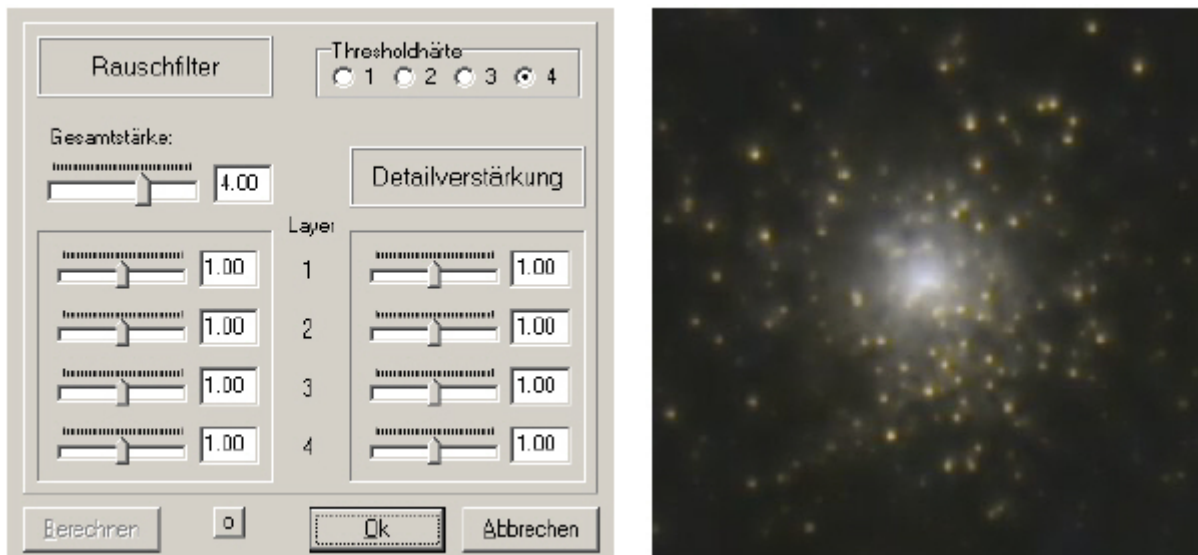 Rauschfilter
Thresholdhärte
1 2 3 4
Gesamtstärke:
4.00
Detailverstärkung
Layer
1.00 1 1.00
1.00 2 1.00
1.00 3 1.00
1.00 4 1.00
Berechnen o Ok Abbrechen